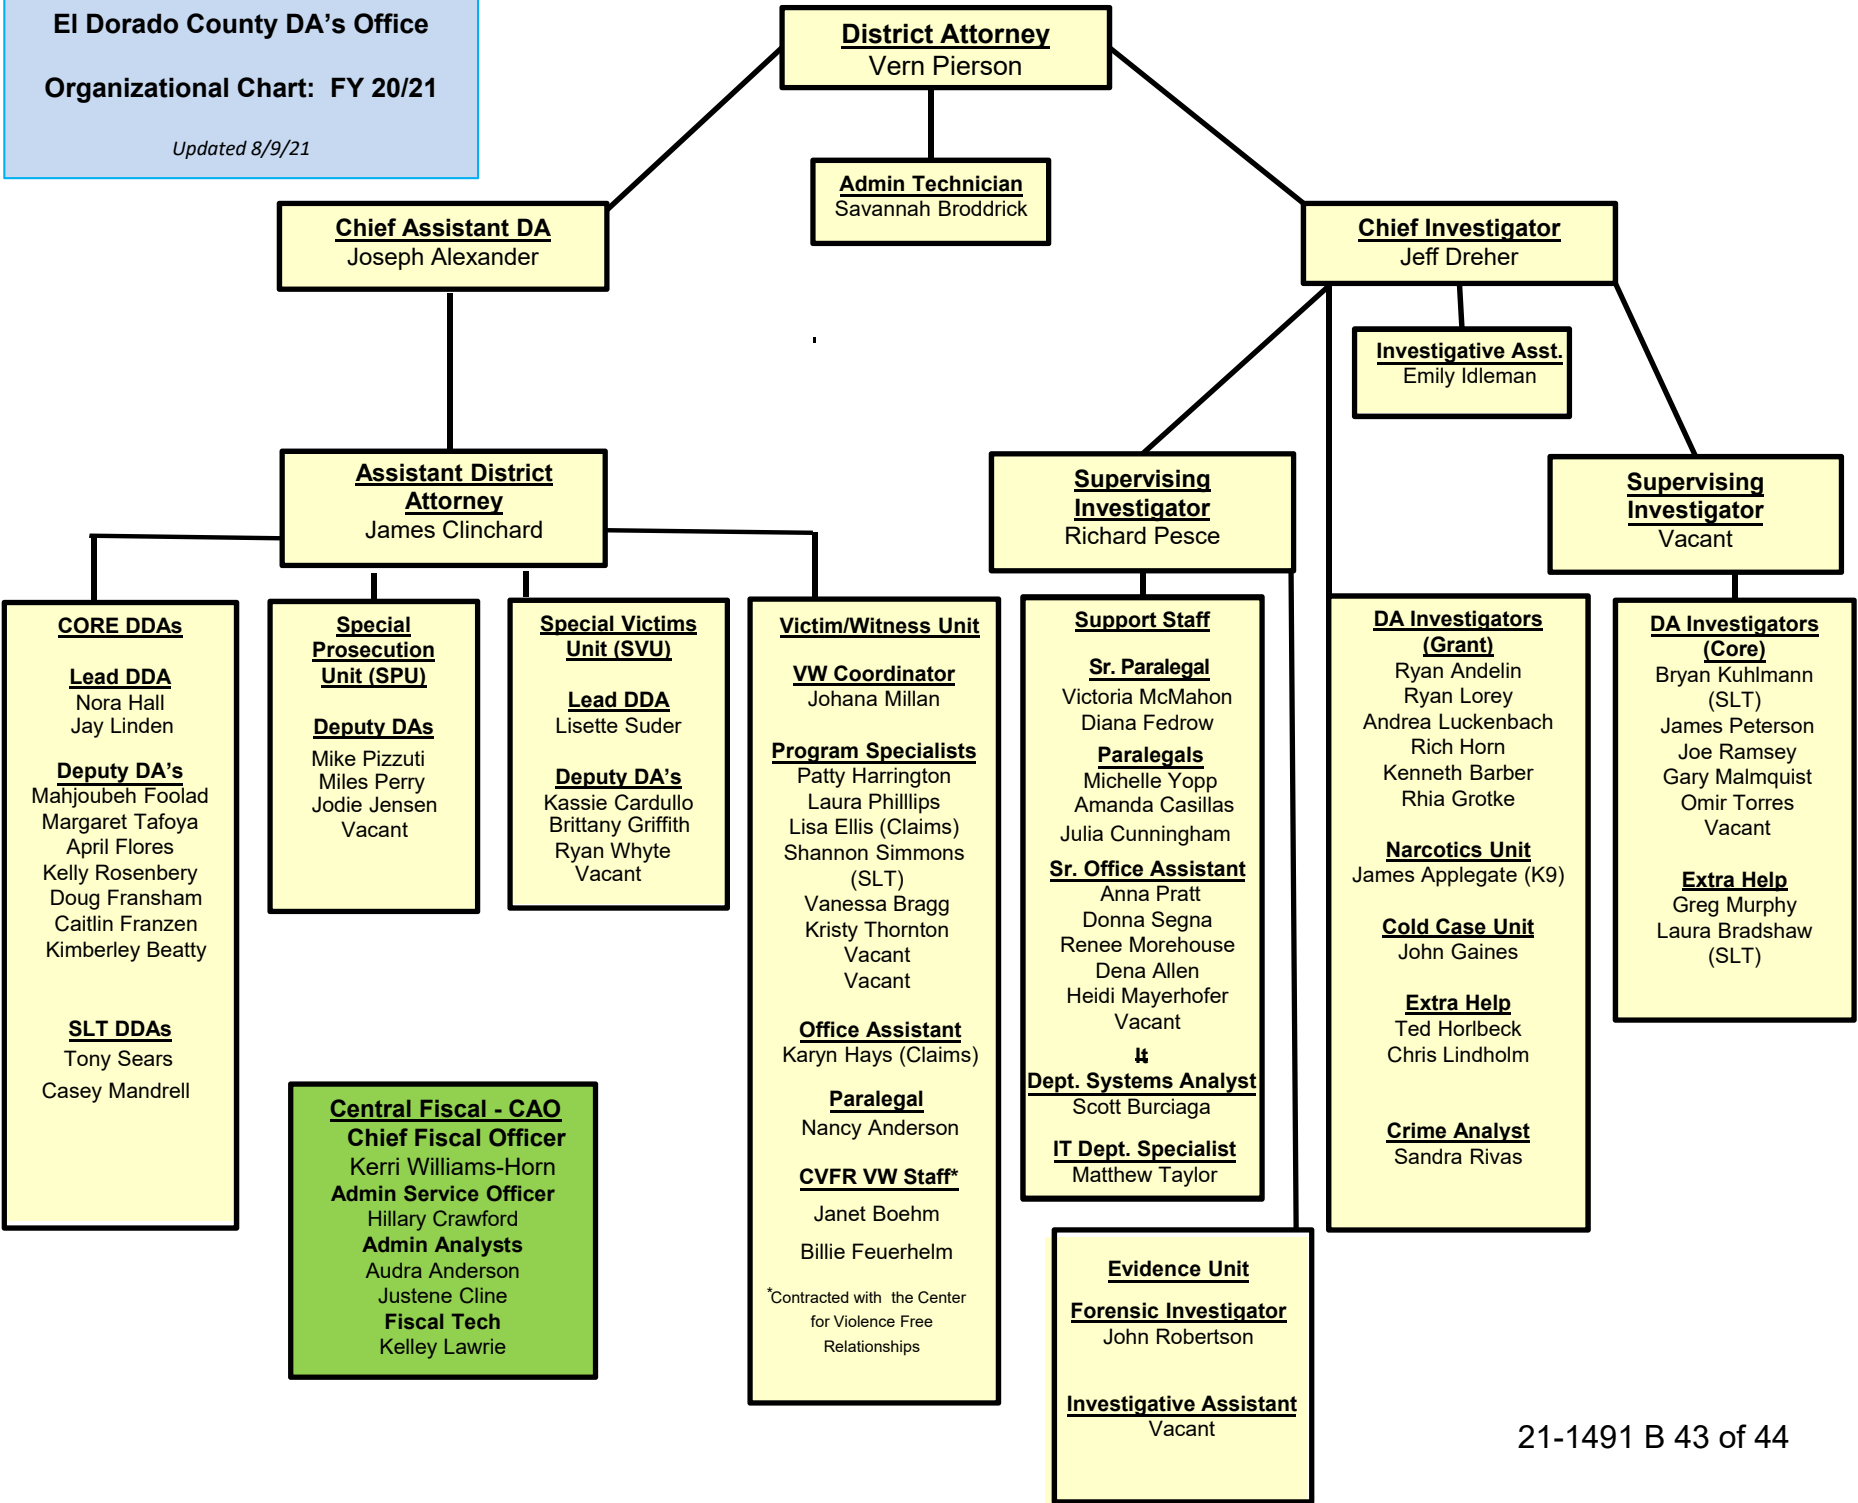 El Dorado County DA's Office
Organizational Chart:  FY 20/21
Updated 8/9/21
District Attorney
Vern Pierson
Admin Technician
Savannah Broddrick
Chief Assistant DA
Joseph Alexander
Chief Investigator
Jeff Dreher
Investigative Asst.
Emily Idleman
Assistant District
Attorney
James Clinchard
Supervising
Investigator
Richard Pesce
Supervising
Investigator
Vacant
CORE DDAs
Lead DDA
Nora Hall
Jay Linden
Deputy DA's
Mahjoubeh Foolad
Margaret Tafoya
April Flores
Kelly Rosenbery
Doug Fransham
Caitlin Franzen
Kimberley Beatty
SLT DDAs
Tony Sears
Casey Mandrell
Special
Prosecution
Unit (SPU)
Deputy DAs
Mike Pizzuti
Miles Perry
Jodie Jensen
Vacant
Special Victims
Unit (SVU)
Lead DDA
Lisette Suder
Deputy DA's
Kassie Cardullo
Brittany Griffith
Ryan Whyte
Vacant
Victim/Witness Unit
VW Coordinator
Johana Millan
Program Specialists
Patty Harrington
Laura Philllips
Lisa Ellis (Claims)
Shannon Simmons
(SLT)
Vanessa Bragg
Kristy Thornton
Vacant
Vacant
Office Assistant
Karyn Hays (Claims)
Paralegal
Nancy Anderson
CVFR VW Staff*
Janet Boehm
Billie Feuerhelm
*Contracted with  the Center
for Violence Free
Relationships
Support Staff
Sr. Paralegal
Victoria McMahon
Diana Fedrow
Paralegals
Michelle Yopp
Amanda Casillas
Julia Cunningham
Sr. Office Assistant
Anna Pratt
Donna Segna
Renee Morehouse
Dena Allen
Heidi Mayerhofer
Vacant
It
Dept. Systems Analyst
Scott Burciaga
IT Dept. Specialist
Matthew Taylor
DA Investigators
(Grant)
Ryan Andelin
Ryan Lorey
Andrea Luckenbach
Rich Horn
Kenneth Barber
Rhia Grotke
Narcotics Unit
James Applegate (K9)
Cold Case Unit
John Gaines
Extra Help
Ted Horlbeck
Chris Lindholm
Crime Analyst
Sandra Rivas
DA Investigators
(Core)
Bryan Kuhlmann
(SLT)
James Peterson
Joe Ramsey
Gary Malmquist
Omir Torres
Vacant
Extra Help
Greg Murphy
Laura Bradshaw
(SLT)
Central Fiscal - CAO
Chief Fiscal Officer
Kerri Williams-Horn
Admin Service Officer
Hillary Crawford
Admin Analysts
Audra Anderson
Justene Cline
Fiscal Tech
Kelley Lawrie
Evidence Unit
Forensic Investigator
John Robertson
Investigative Assistant
Vacant
21-1491 B 43 of 44